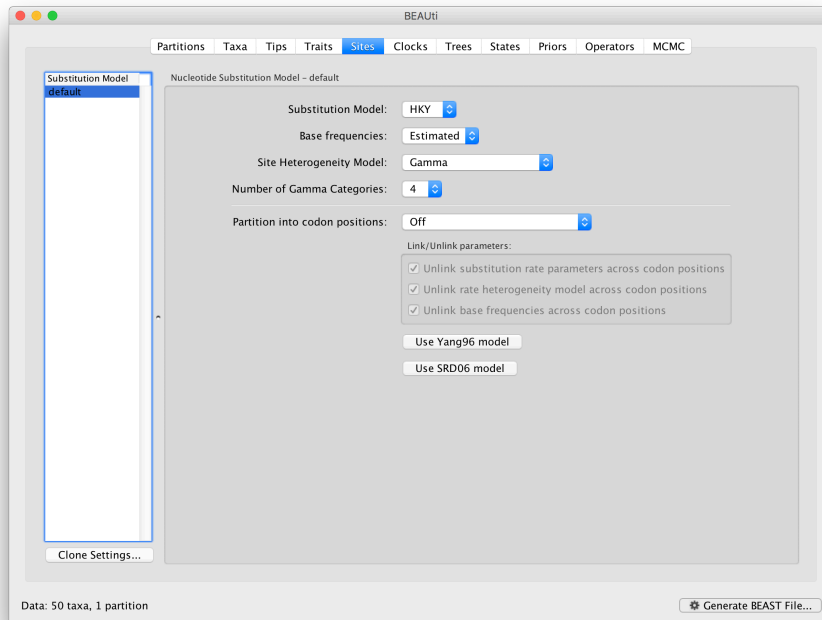 BEAUti
Partitions Taxa Tips Traits Sites Clocks Trees States Priors Operators MCMC
Substitution Model
default
Nucleotide Substitution Model – default
Substitution Model: HKY
Base frequencies: Estimated
Site Heterogeneity Model: Gamma
Number of Gamma Categories: 4
Partition into codon positions: Off
Link/Unlink parameters:
Unlink substitution rate parameters across codon positions
Unlink rate heterogeneity model across codon positions
Unlink base frequencies across codon positions
Use Yang96 model
Use SRD06 model
Clone Settings...
Data: 50 taxa, 1 partition
Generate BEAST File...